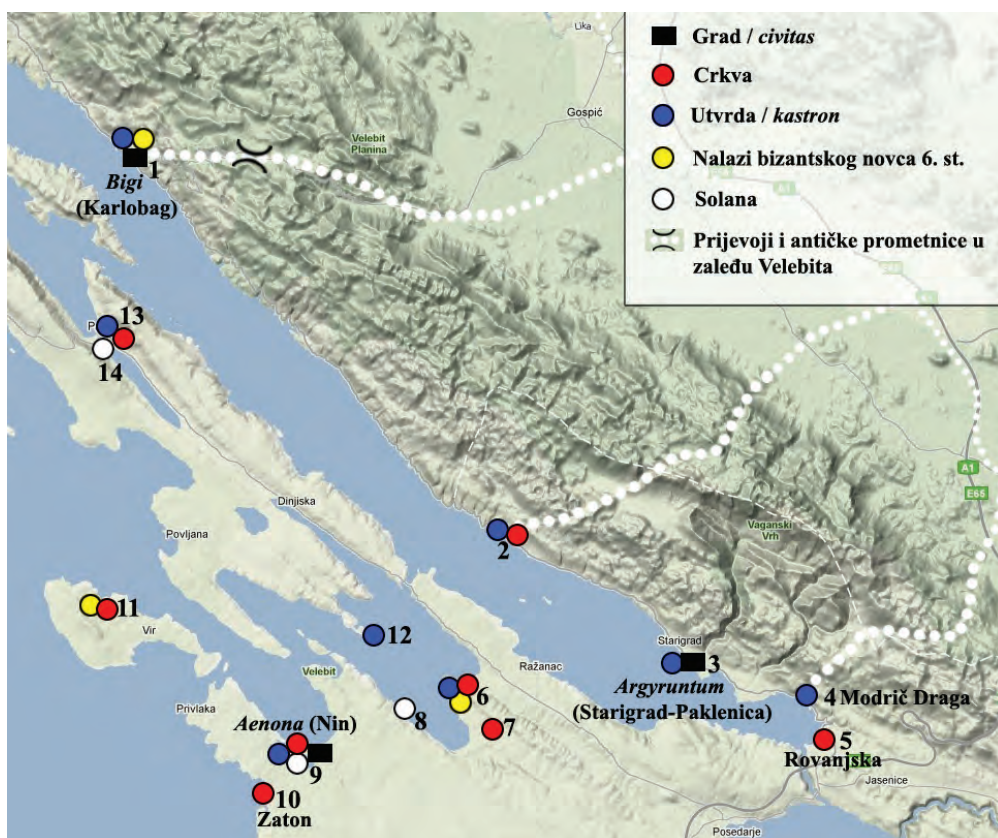 Grad / civitas
Crkva
Utvrda / kastron
Nalazi bizantskog novca 6. st.
Solana
Prijevoji i antičke prometnice u
zaleđu Velebita
Lika
Gospić
Velebit
Planina
1
Bigi
(Karlobag)
A1
13
P
14
A1
E65
Dinjiska
Vaganski
Vrh
2
Povljana
11
Vir
12
Starigrad
3
Velebit
Ražanac
Argyruntum
(Starigrad-Paklenica)
6
4 Modrič Draga
Privlaka
8
7
Aenona (Nin)
5
Rovanjska
9
Jasenice
10
Zaton
Posedarje